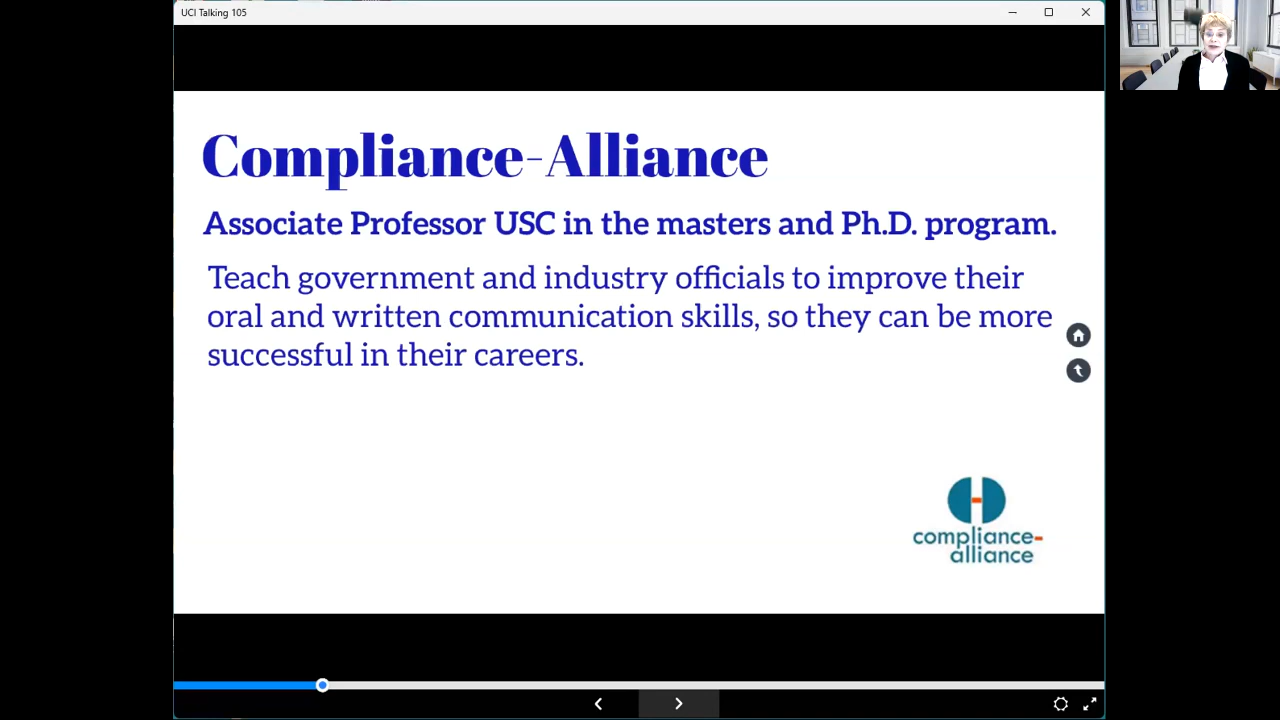 UCI Talking 105
Compliance-Alliance
Associate Professor USC in the masters and Ph.D. program.
Teach government and industry officials to improve their
oral and written communication skills, so they can be more
successful in their careers.
compliance-
alliance